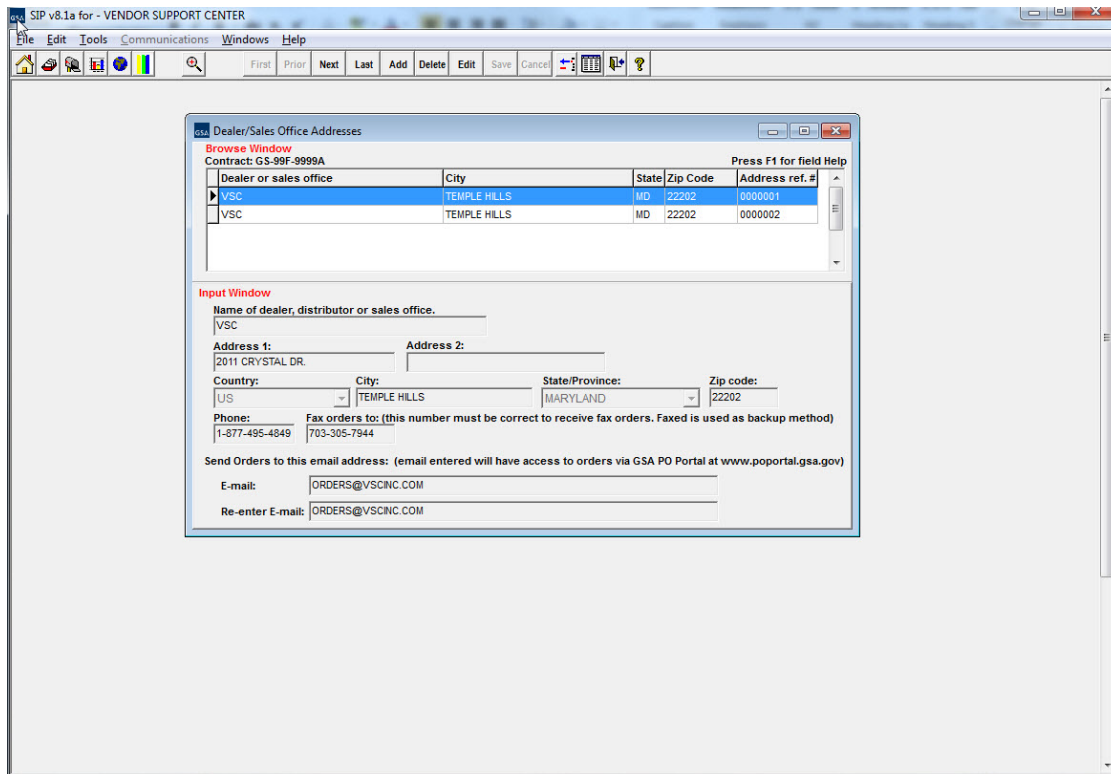 GSA SIP v8.1a for - VENDOR SUPPORT CENTER
File Edit Tools Communications Windows Help
First Prior Next Last Add Delete Edit Save Cancel ?
GSA Dealer/Sales Office Addresses
Browse Window
Contract: GS-99F-9999A Press F1 for field Help
Dealer or sales office City State Zip Code Address ref. #
VSC TEMPLE HILLS MD 22202 0000001
VSC TEMPLE HILLS MD 22202 0000002
Input Window
Name of dealer, distributor or sales office.
VSC
Address 1: Address 2:
2011 CRYSTAL DR.
Country: City: State/Province: Zip code:
US TEMPLE HILLS MARYLAND 22202
Phone: Fax orders to: (this number must be correct to receive fax orders. Faxed is used as backup method)
1-877-495-4849 703-305-7944
Send Orders to this email address: (email entered will have access to orders via GSA PO Portal at www.poportal.gsa.gov)
E-mail: ORDERS@VSCINC.COM
Re-enter E-mail: ORDERS@VSCINC.COM